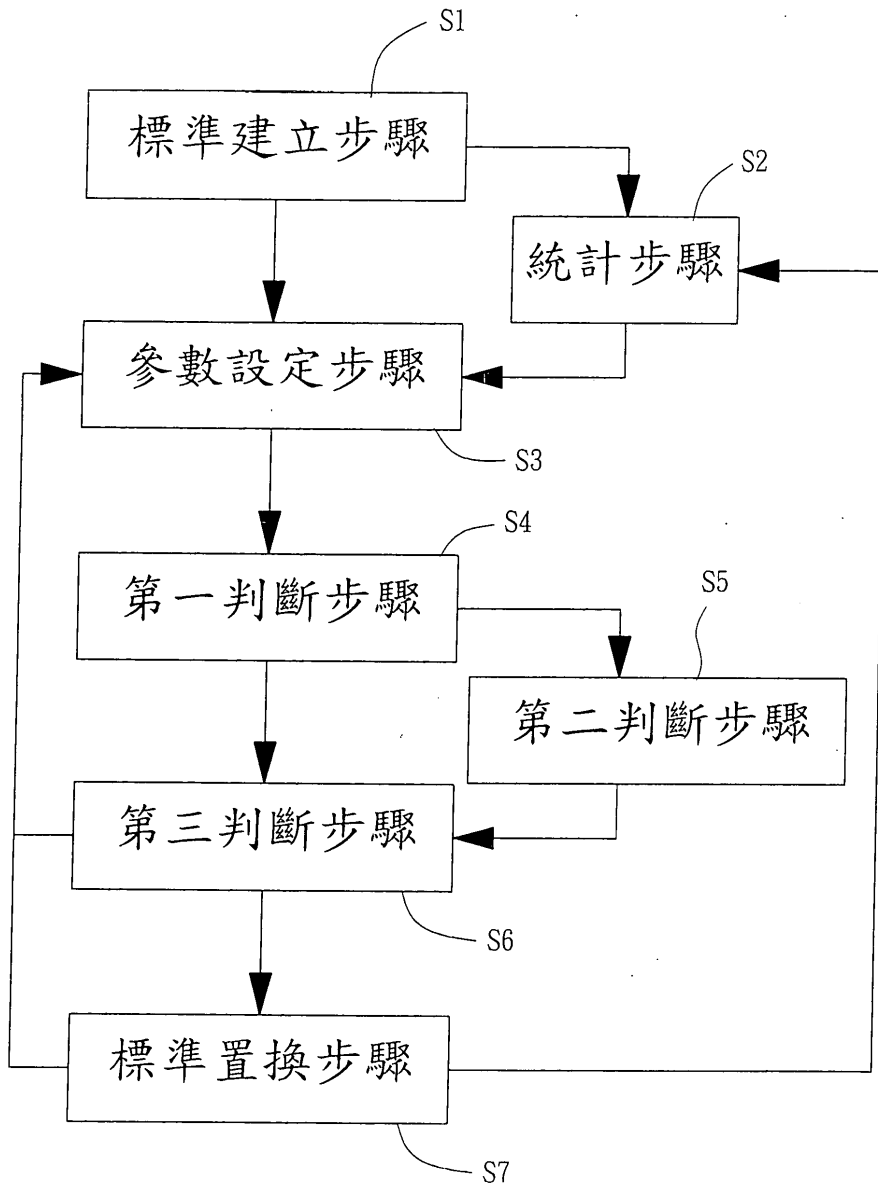 S1
標準建立步驟
S2
統計步驟
參數設定步驟
S3
S4
第一判斷步驟
S5
第二判斷步驟
第三判斷步驟
S6
標準置換步驟
S7